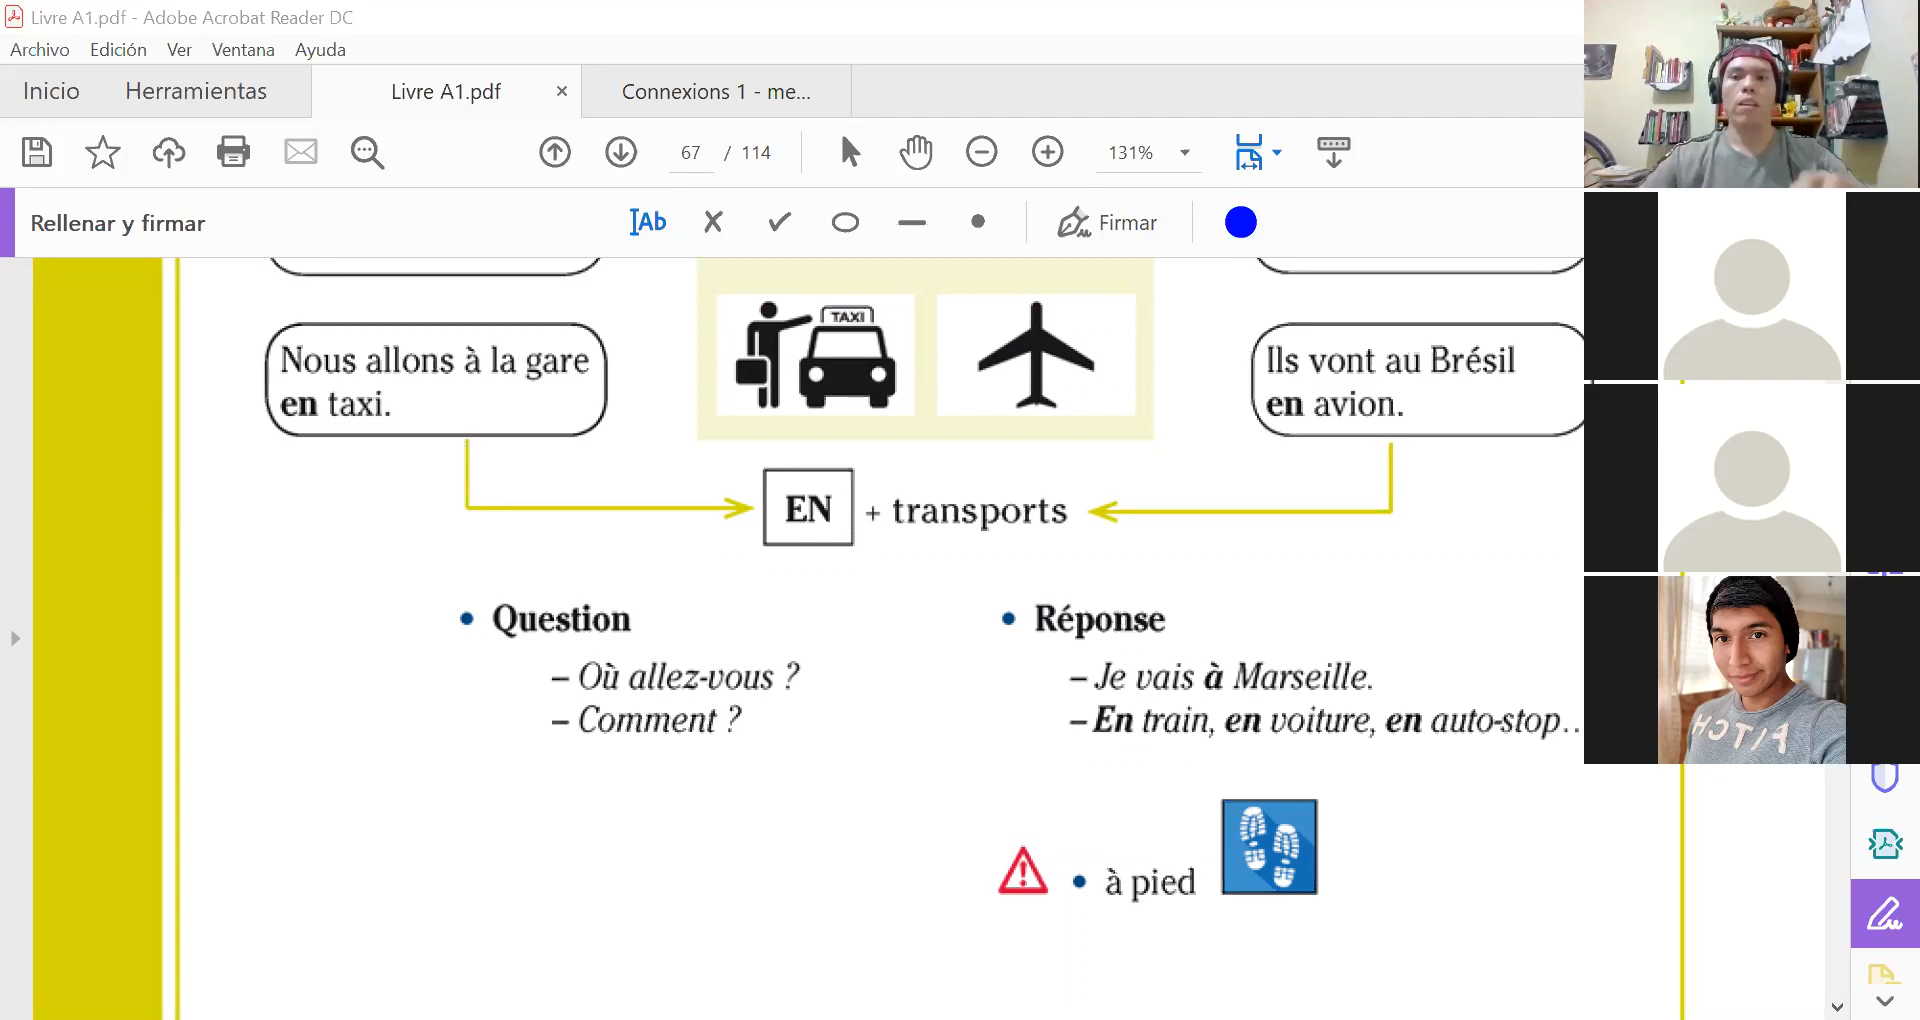 Livre A1.pdf - Adobe Acrobat Reader DC
Archivo Edición Ver Ventana Ayuda
Inicio Herramientas Livre A1.pdf × Connexions 1 - me...
67 / 114 131%
Rellenar y firmar Ab Firmar
TAXI
Nous allons à la gare
en taxi.
Ils vont au Brésil
en avion.
EN + transports
• Question
– Où allez-vous ?
– Comment ?
• Réponse
– Je vais à Marseille.
– En train, en voiture, en auto-stop..
• à pied
PITCH